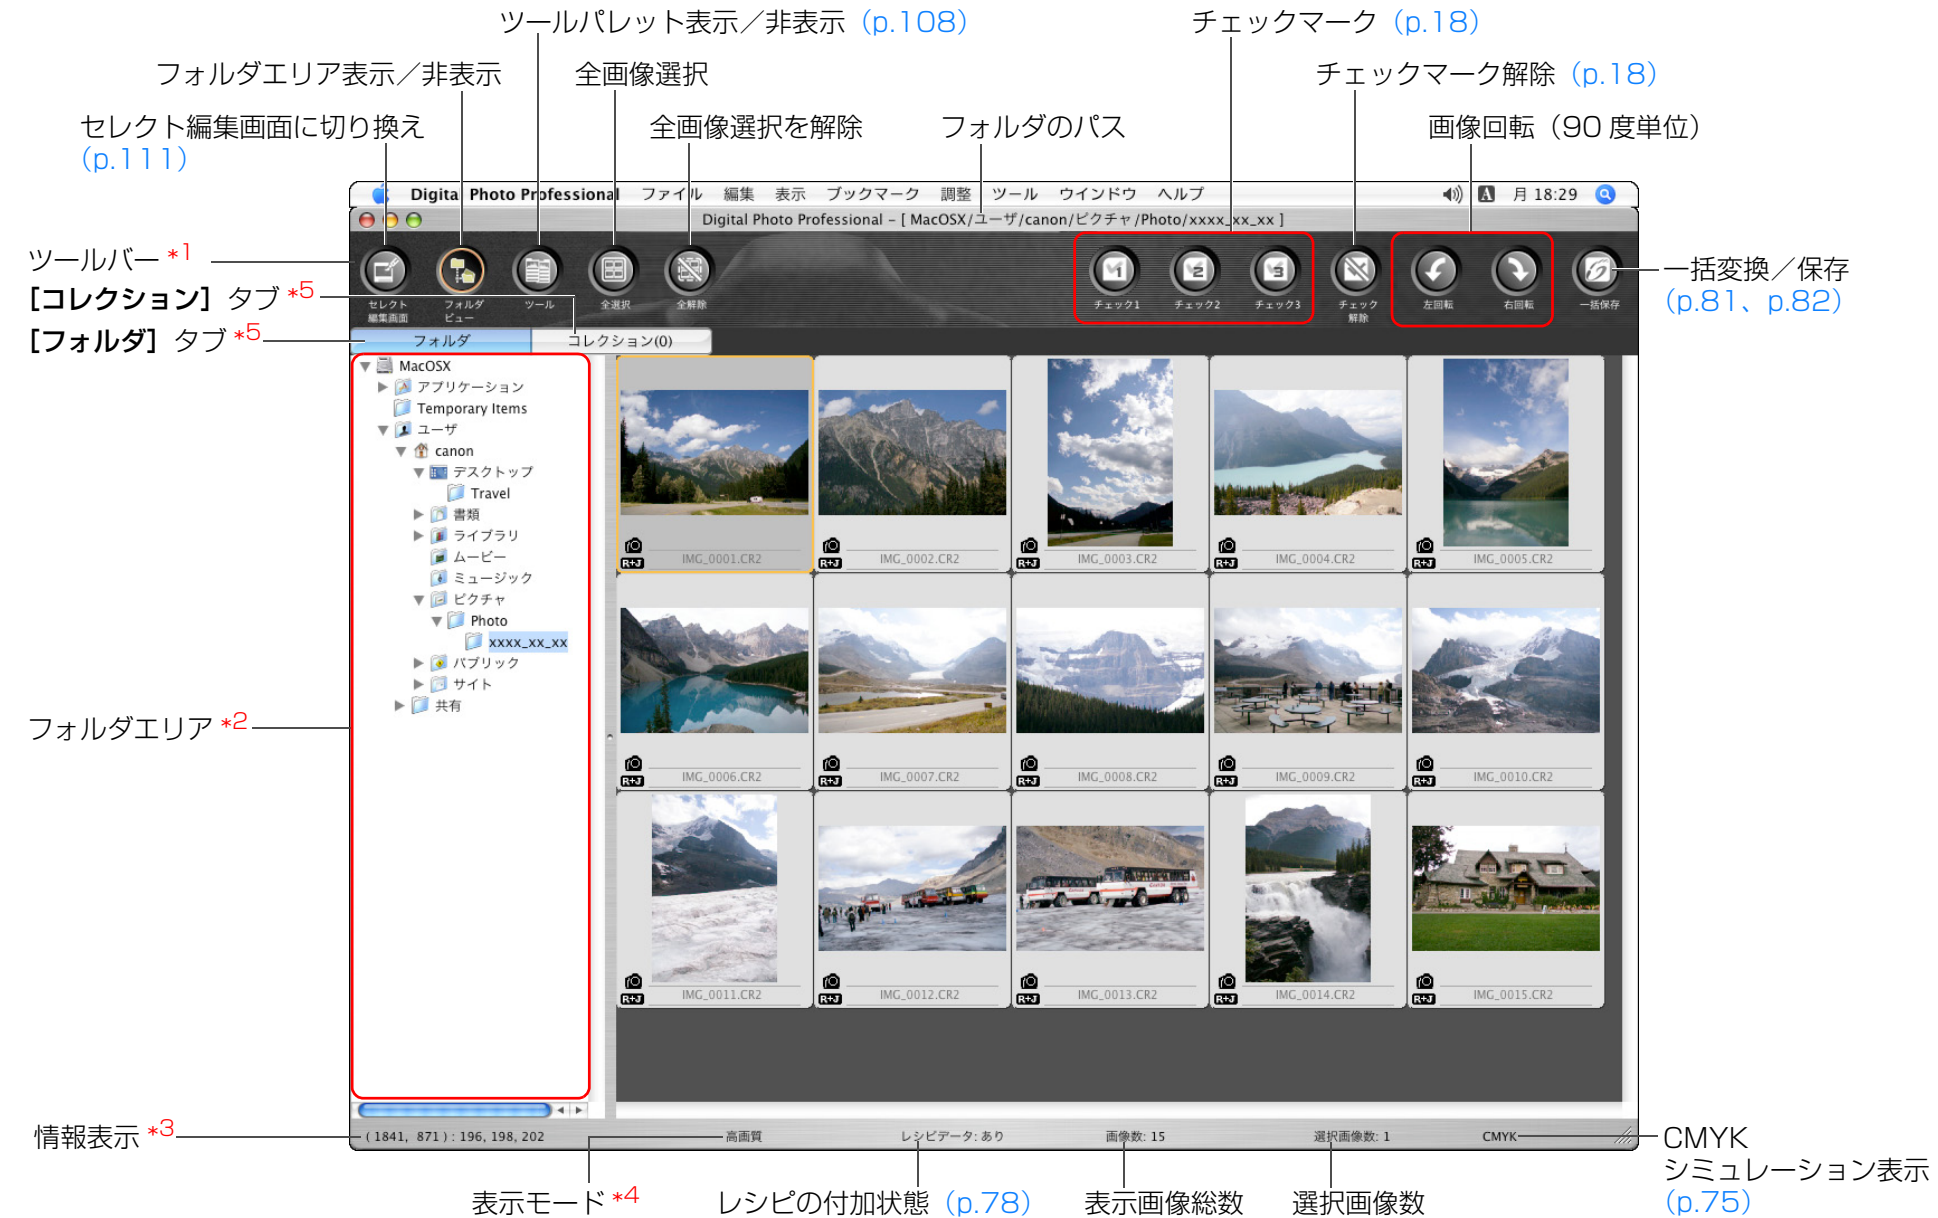 ツールパレット表示／非表示（p.108）
チェックマーク（p.18）
フォルダエリア表示／非表示
全画像選択
チェックマーク解除（p.18）
セレクト編集画面に切り換え
（p.111）
全画像選択を解除
フォルダのパス
画像回転（90 度単位）
Digital Photo Professional ファイル 編集 表示 ブックマーク 調整 ツール ウインドウ ヘルプ
A 月 18:29
Digital Photo Professional – [ MacOSX/ユーザ/canon/ピクチャ/Photo/xxxx_xx_xx ]
ツールバー *1
セレクト
編集画面
フォルダ
ビュー
ツール
全選択
全解除
チェック1
チェック2
チェック3
チェック
解除
左回転
右回転
一括保存
一括変換／保存
（p.81、p.82）
［コレクション］タブ *5
［フォルダ］タブ *5
フォルダ
コレクション(0)
MacOSX
アプリケーション
Temporary Items
ユーザ
canon
デスクトップ
Travel
書類
ライブラリ
ムービー
ミュージック
ピクチャ
Photo
xxxx_xx_xx
パブリック
サイト
共有
フォルダエリア *2
R+J IMG_0001.CR2
R+J IMG_0002.CR2
R+J IMG_0003.CR2
R+J IMG_0004.CR2
R+J IMG_0005.CR2
R+J IMG_0006.CR2
R+J IMG_0007.CR2
R+J IMG_0008.CR2
R+J IMG_0009.CR2
R+J IMG_0010.CR2
R+J IMG_0011.CR2
R+J IMG_0012.CR2
R+J IMG_0013.CR2
R+J IMG_0014.CR2
R+J IMG_0015.CR2
情報表示 *3
( 1841, 871 ) : 196, 198, 202
高画質
レシピデータ: あり
画像数: 15
選択画像数: 1
CMYK
CMYK
シミュレーション表示
（p.75）
表示モード *4
レシピの付加状態（p.78）
表示画像総数
選択画像数